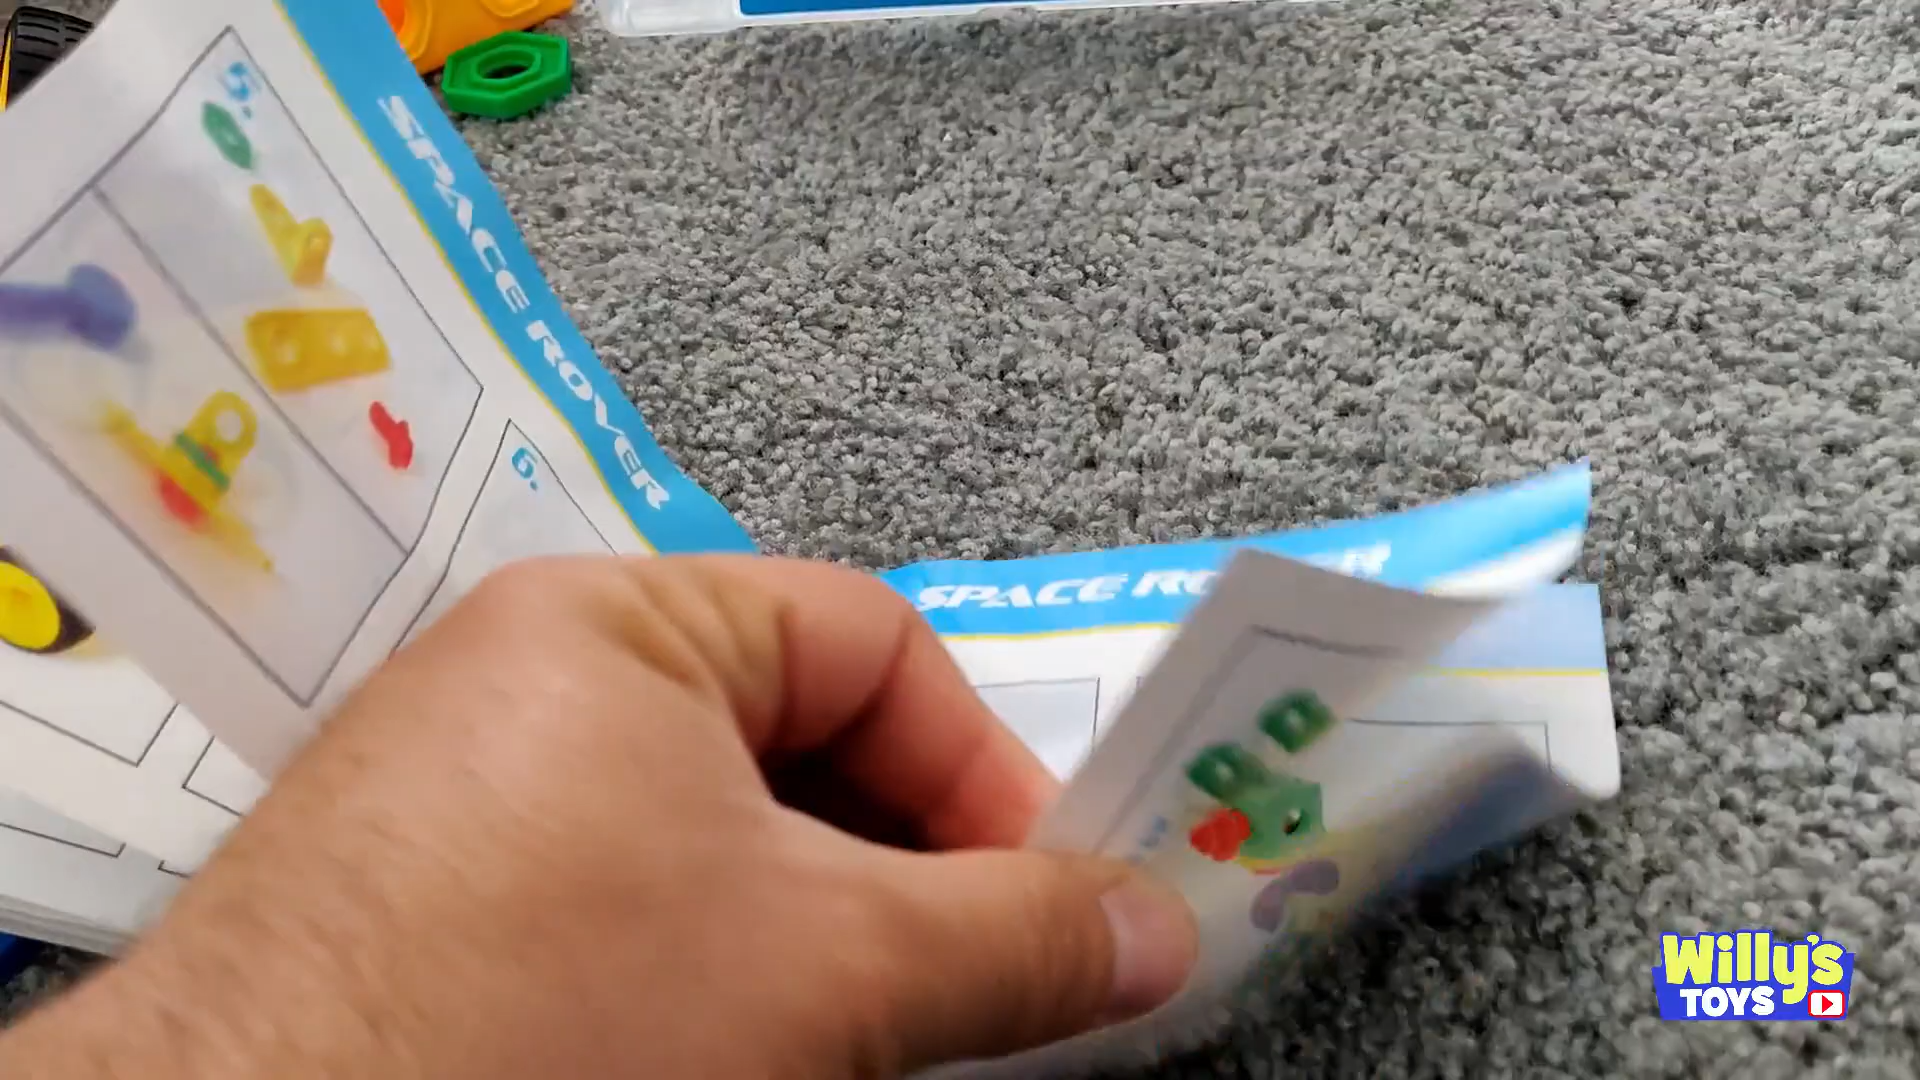 5.
SPACE ROVER
6.
SPACE RO
Willy's
TOYS